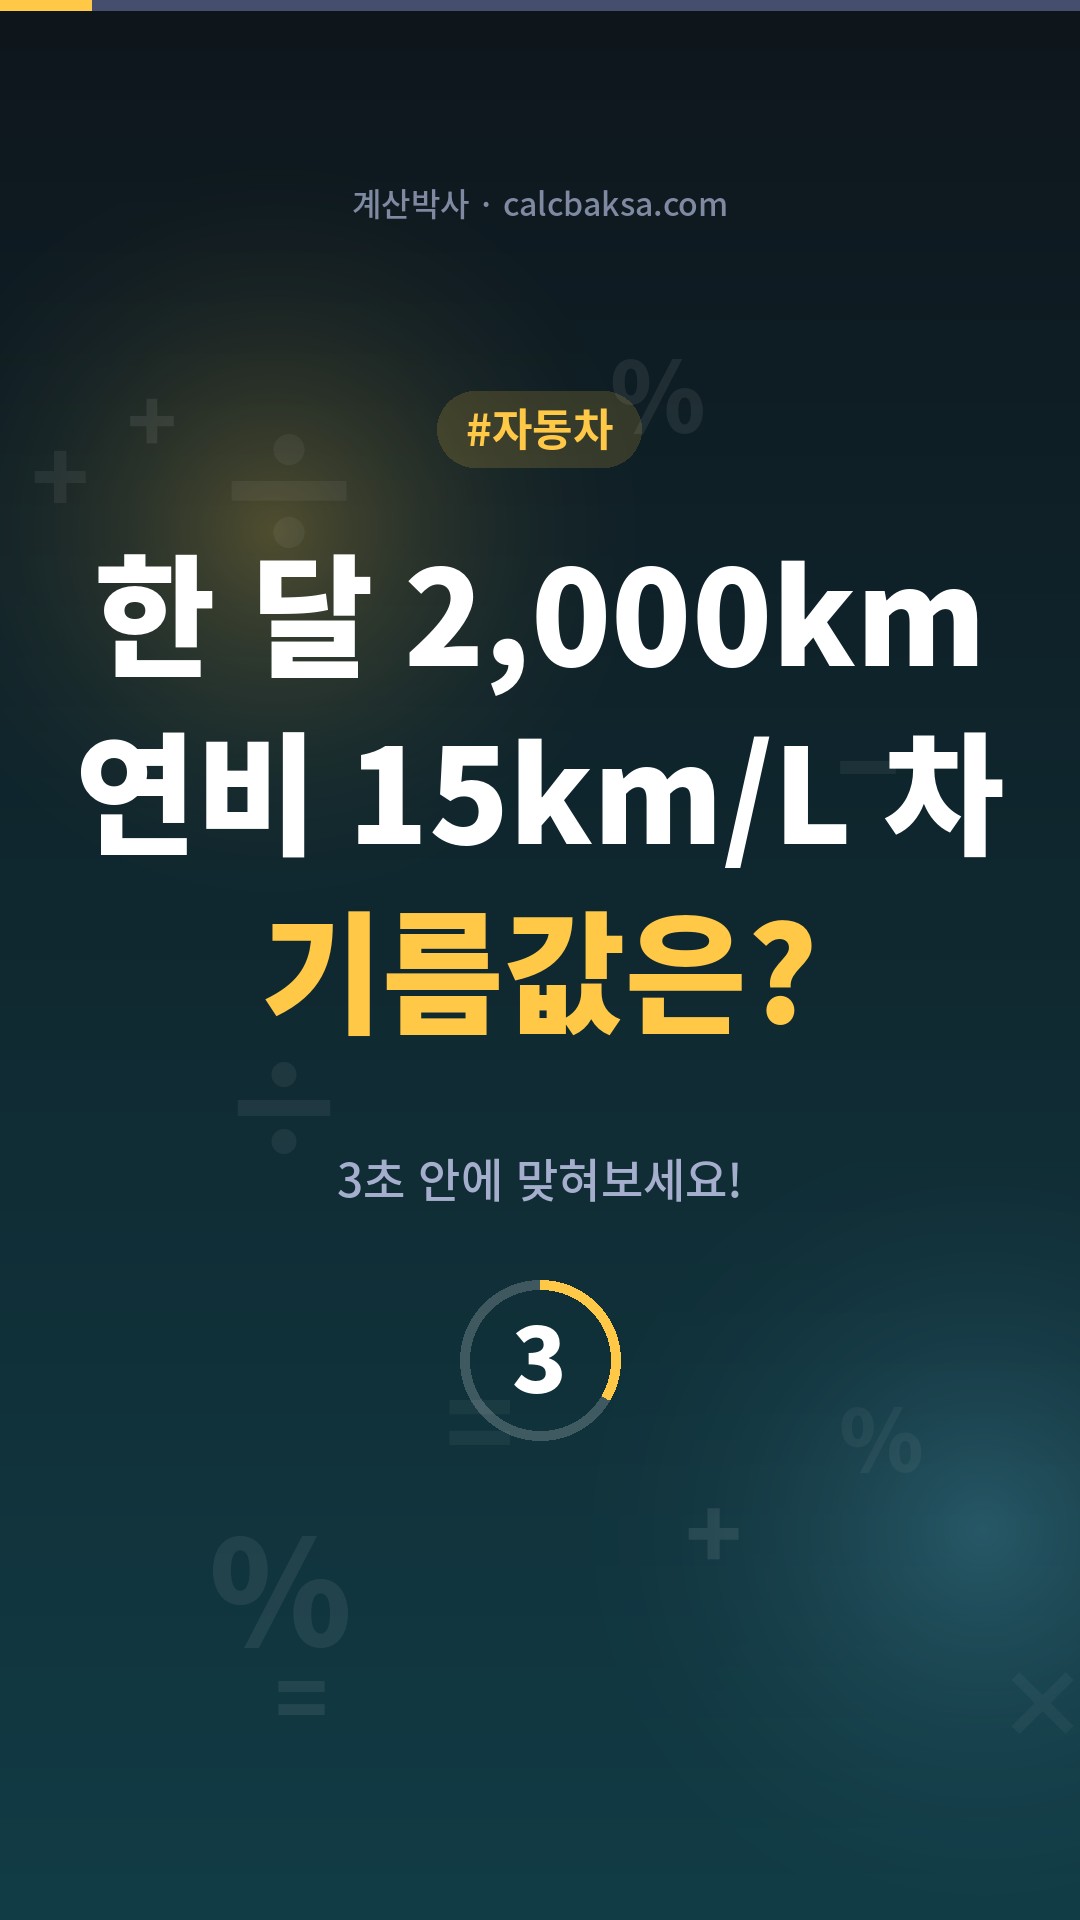 계산박사 · calcbaksa.com
#자동차
한 달 2,000km
연비 15km/L 차
기름값은?
3초 안에 맞혀보세요!
3